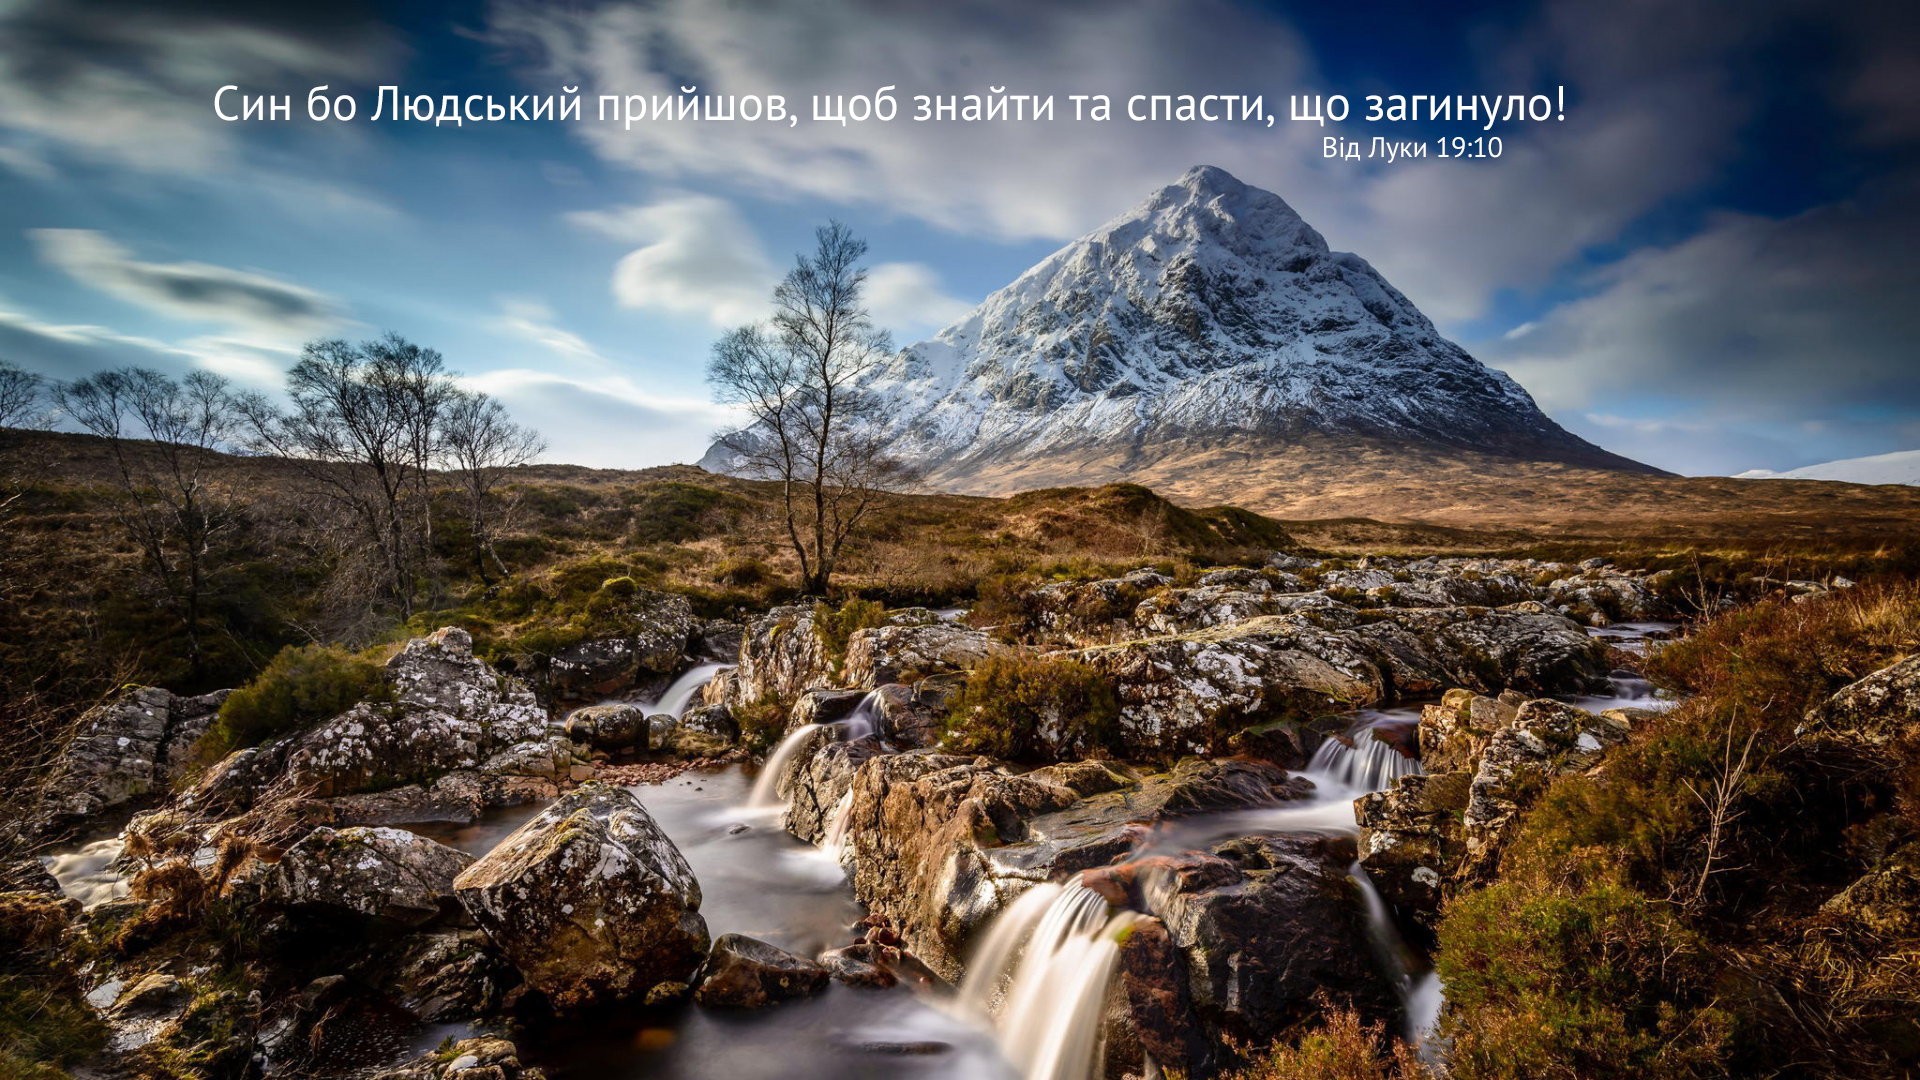 Син бо Людський прийшов, щоб знайти та спасти, що загинуло!
Від Луки 19:10